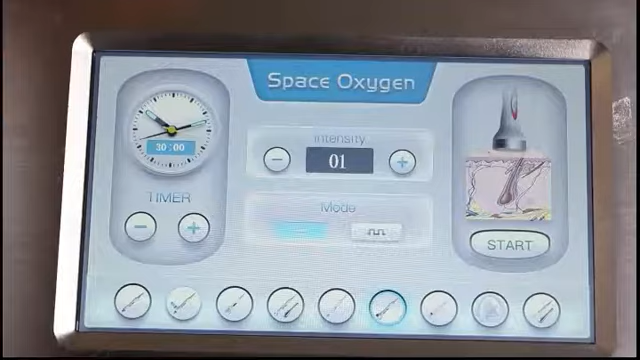 Space Oxygen
Intensity
01
30:00
TIMER
Mode
START